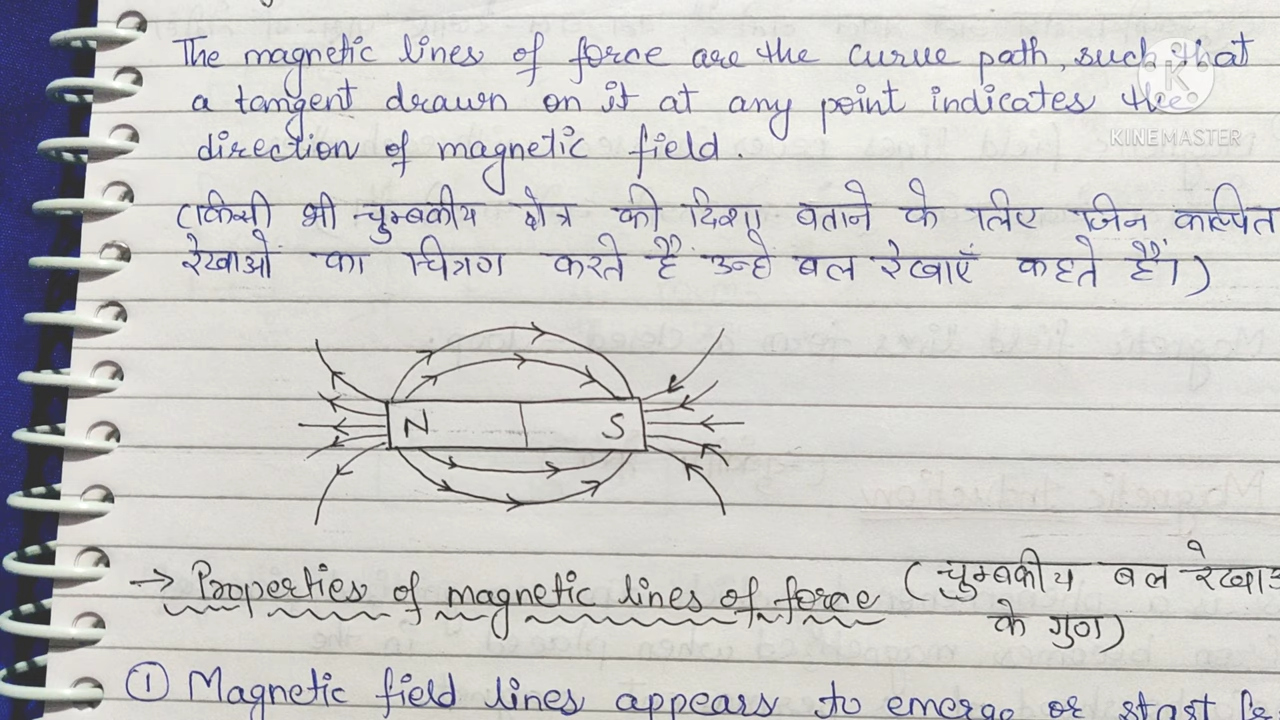 The magnetic lines of force are the curve path, such that
a tangent drawn on it at any point indicates the
direction of magnetic field.
(किसी भी चुम्बकीय क्षेत्र की दिशा बताने के लिए जिन कल्पित
रेखाओं का चित्रण करते हैं उन्हे बल रेखाएँ कहते हैं।)
K
KINEMASTER
N S
→ Properties of magnetic lines of force (चुम्बकीय बल
के गुण)
① Magnetic field lines appears to emerge or start